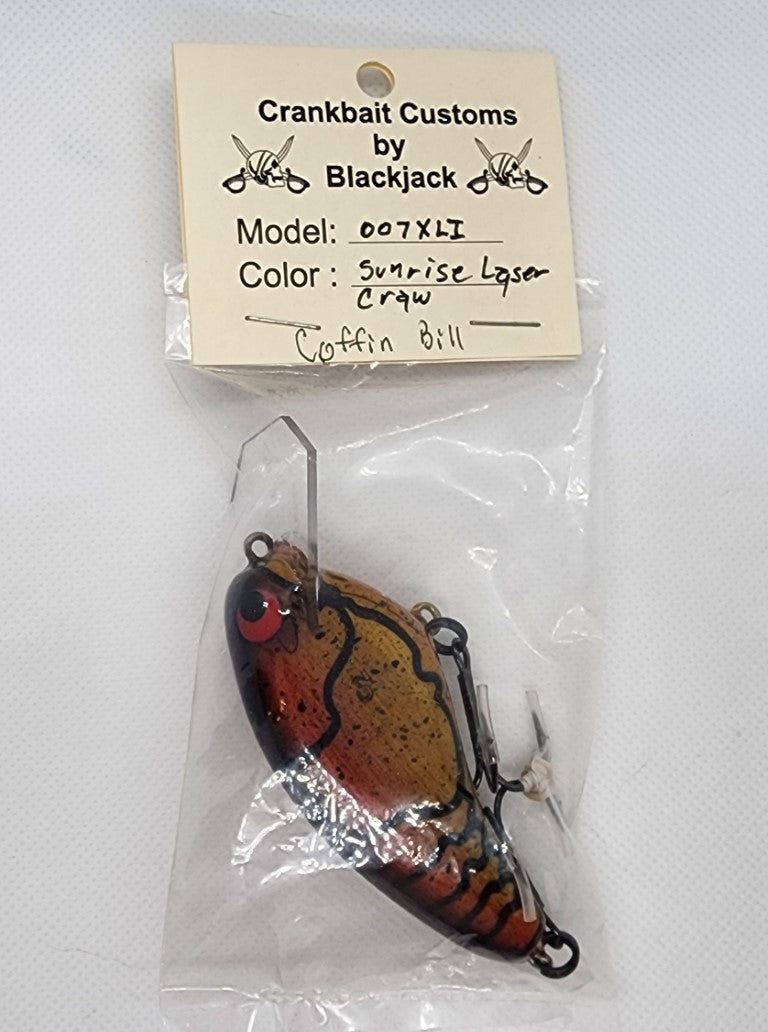 Crankbait Customs
by
Blackjack
Model: 007XLI
Color : Sunrise Laser
Craw
Coffin Bill